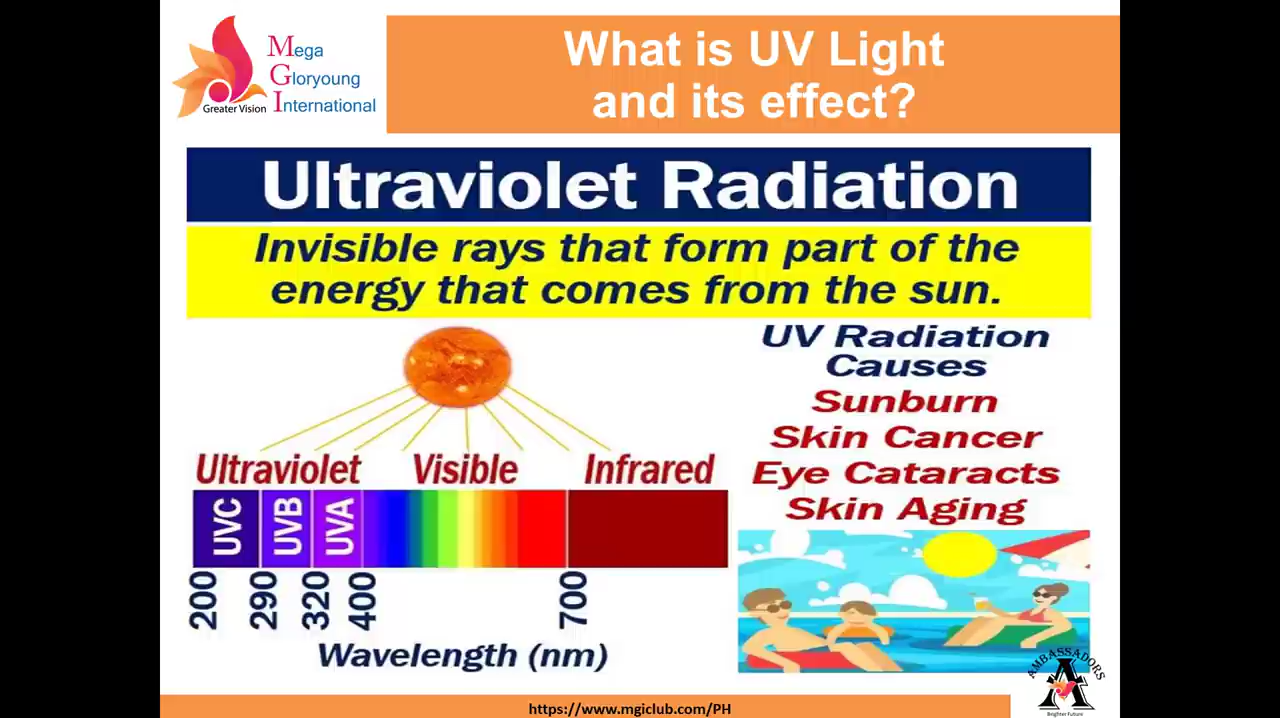 Mega
Gloryoung
International
Greater Vision
What is UV Light
and its effect?
Ultraviolet Radiation
Invisible rays that form part of the
energy that comes from the sun.
UV Radiation
Causes
Sunburn
Skin Cancer
Eye Cataracts
Skin Aging
Ultraviolet Visible Infrared
UVC UVB UVA
200 290 320 400 700
Wavelength (nm)
AMBASSADORS
Brighter Future
https://www.mgiclub.com/PH